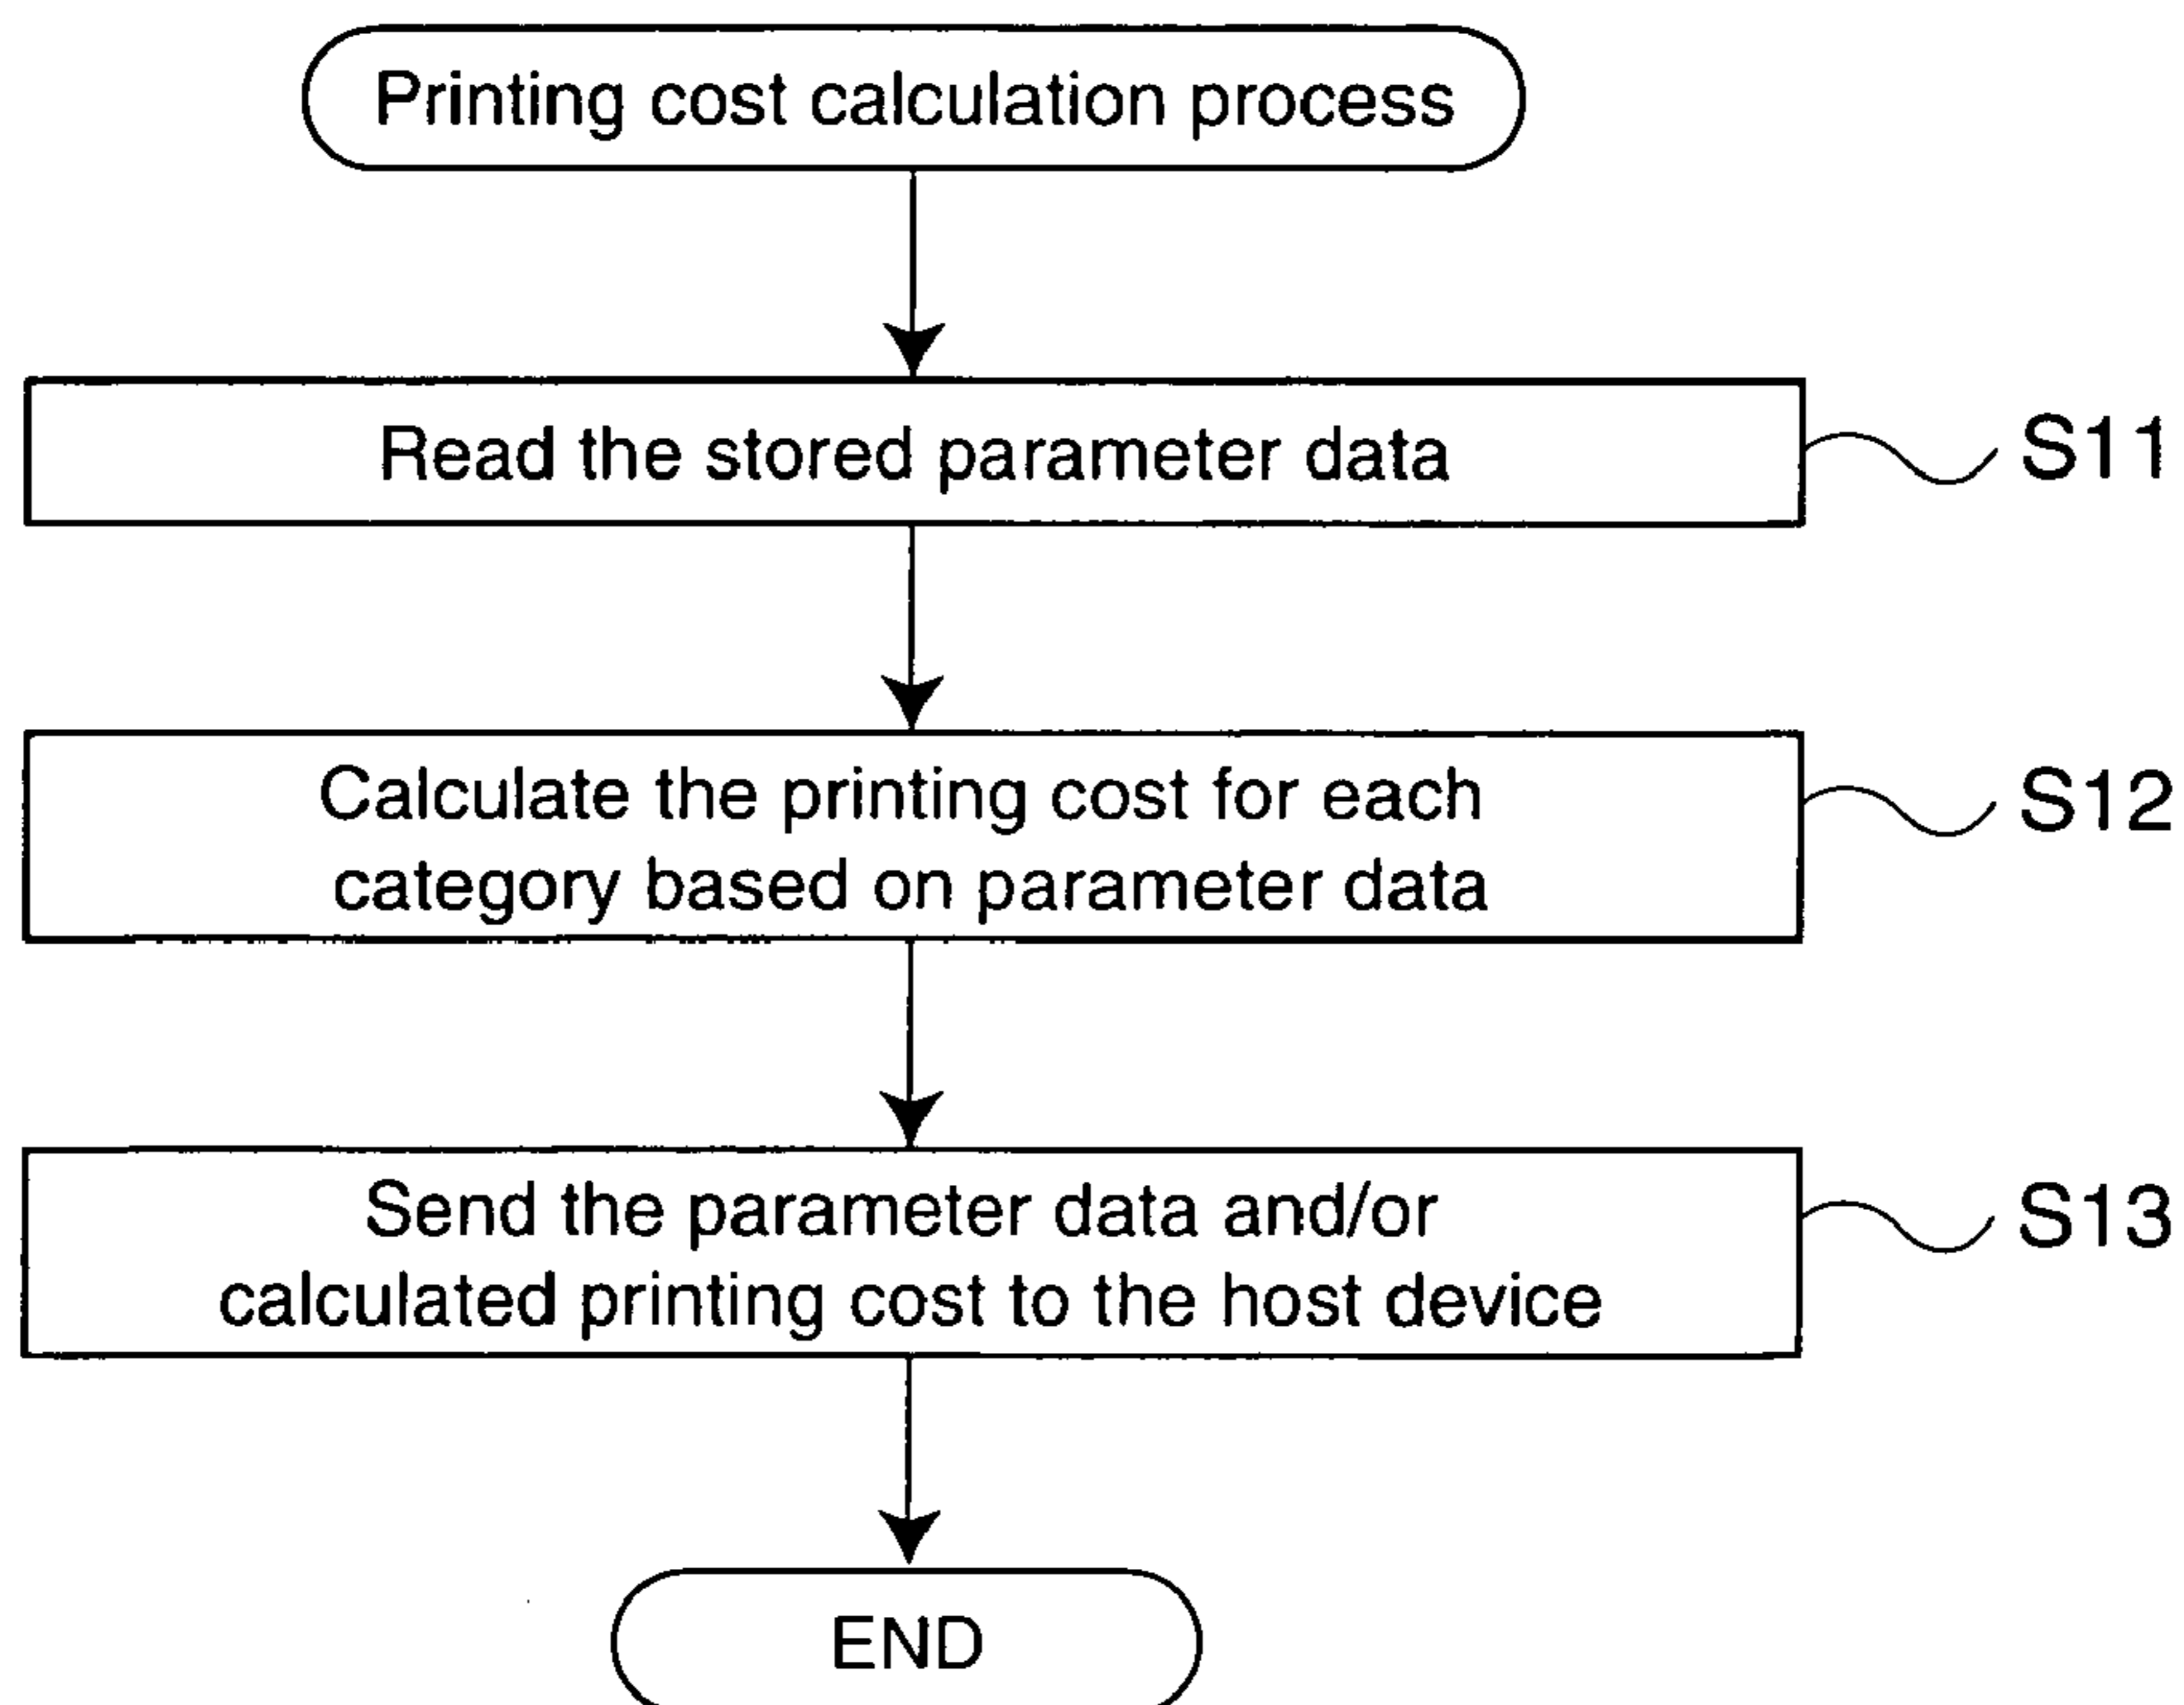 Printing cost calculation process
Read the stored parameter data
S11
Calculate the printing cost for each
category based on parameter data
S12
Send the parameter data and/or
calculated printing cost to the host device
S13
END